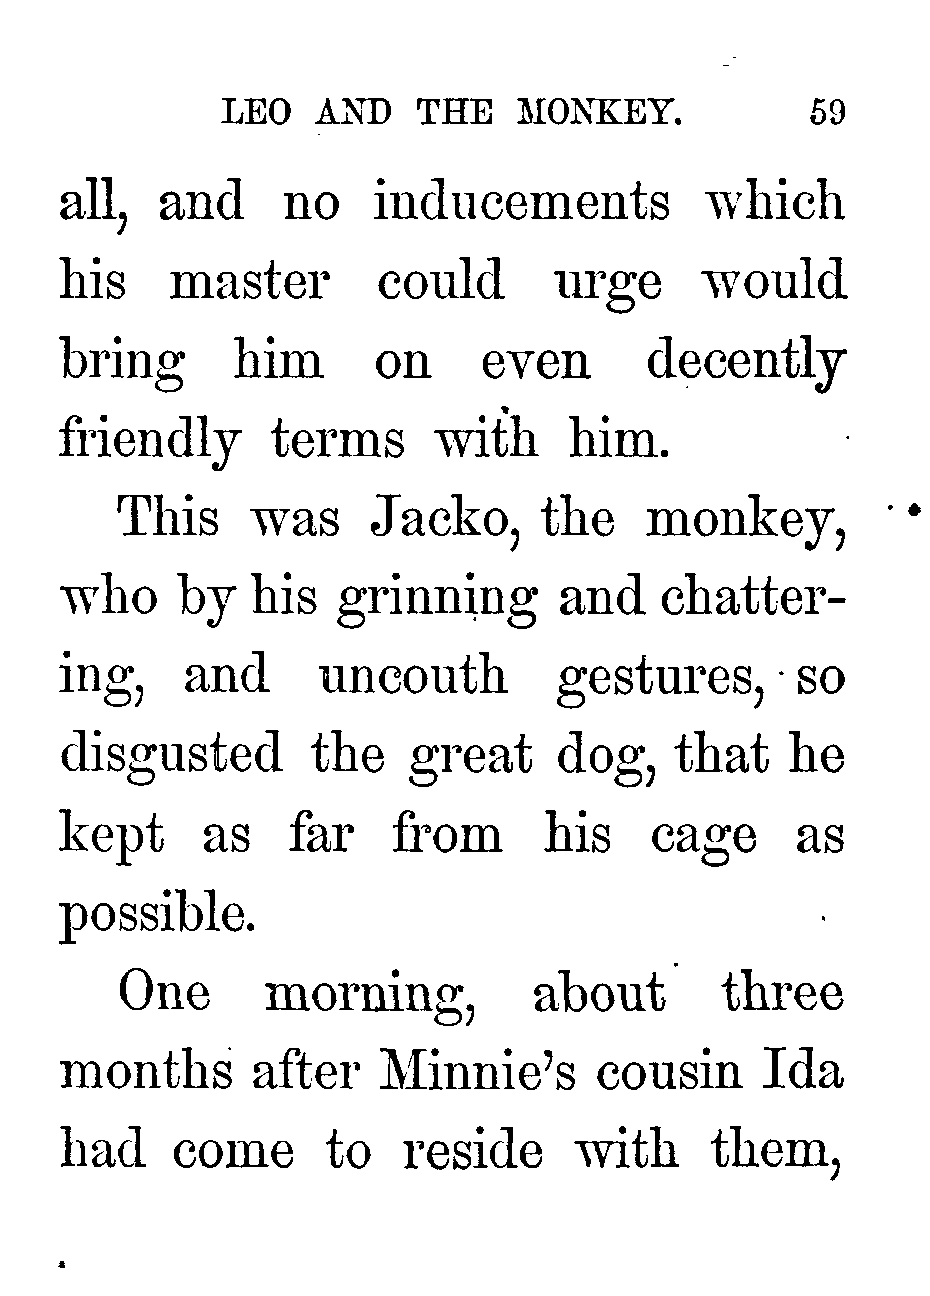 LEO AND THE MONKEY. 59
all, and no inducements which
his master could urge would
bring him on even decently
friendly terms with him.
This was Jacko, the monkey,
who by his grinning and chatter-
ing, and uncouth gestures, so
disgusted the great dog, that he
kept as far from his cage as
possible.
One morning, about three
months after Minnie's cousin Ida
had come to reside with them,